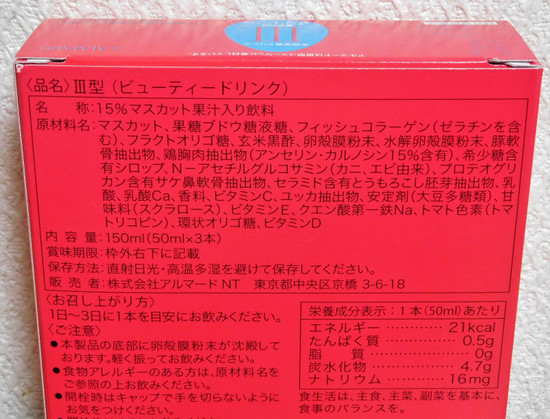 〈品名〉Ⅲ型（ビューティードリンク）
名　　称：15％マスカット果汁入り飲料
原材料名：マスカット、果糖ブドウ糖液糖、フィッシュコラーゲン（ゼラチンを含
む）、フラクトオリゴ糖、玄米黒酢、卵殻膜粉末、水解卵殻膜粉末、豚軟
骨抽出物、鶏胸肉抽出物（アンセリン・カルノシン15％含有）、希少糖含
有シロップ、N－アセチルグルコサミン（カニ、エビ由来）、プロテオグリ
カン含有サケ鼻軟骨抽出物、セラミド含有とうもろこし胚芽抽出物、乳
酸、乳酸Ca、香料、ビタミンC、ユッカ抽出物、安定剤（大豆多糖類）、甘
味料（スクラロース）、ビタミンE、クエン酸第一鉄Na、トマト色素（トマ
トリコピン）、環状オリゴ糖、ビタミンD
内 容 量：150ml（50ml×3本）
賞味期限：枠外右下に記載
保存方法：直射日光・高温多湿を避けて保存してください。
販 売 者：株式会社アルマード NT　東京都中央区京橋 3-6-18
〈お召し上がり方〉
1日～3日に1本を目安にお飲みください。
〈ご注意〉
●本製品の底部に卵殻膜粉末が沈殿して
おります。軽く振ってお飲みください。
●食物アレルギーのある方は、原材料名を
ご参照の上お飲みください。
●開栓時はキャップで手を切らないように
お気をつけください。
栄養成分表示：1本（50ml）あたり
エネルギー　21kcal
たんぱく質　0.5g
脂　　質　0g
炭水化物　4.7g
ナトリウム　16mg
食生活は、主食、主菜、副菜を基本に、
食事のバランスを。